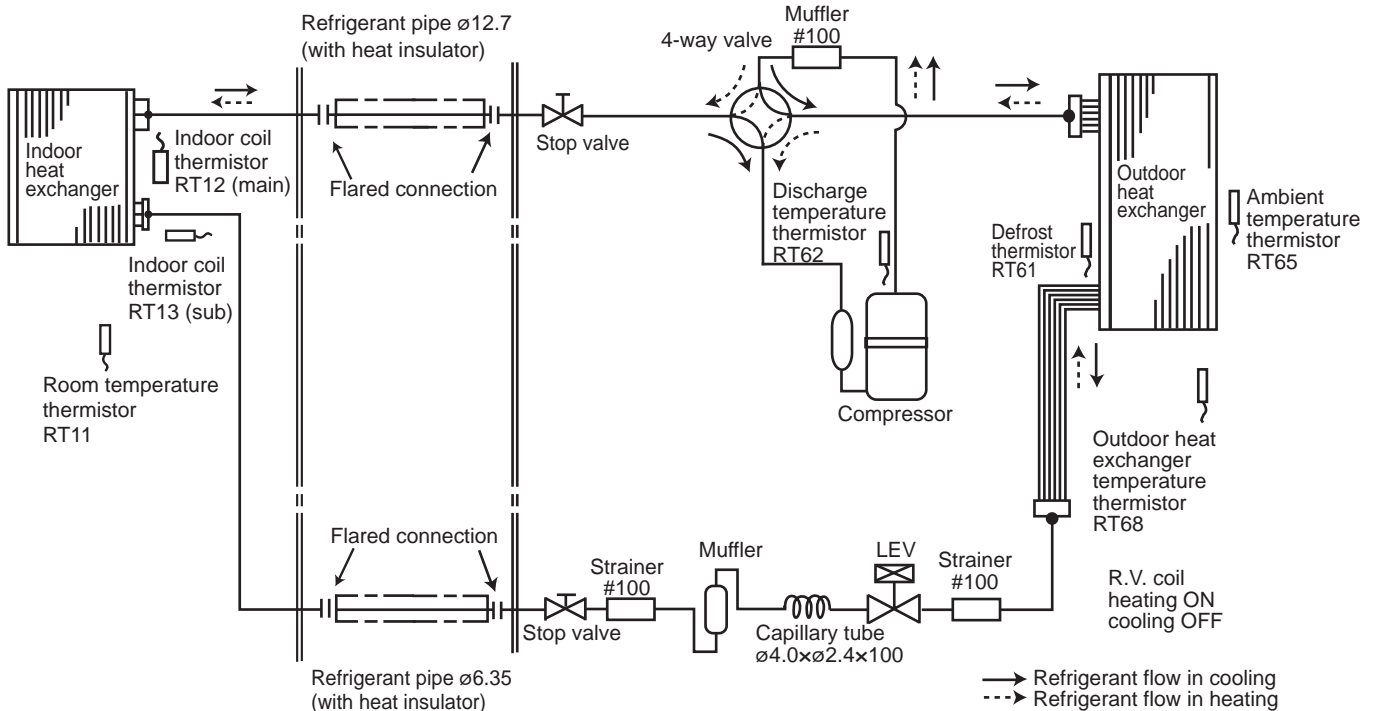 Refrigerant pipe ø12.7
(with heat insulator)
4-way valve
Muffler
#100
Indoor
heat
exchanger
Indoor coil
thermistor
RT12 (main)
Flared connection
Stop valve
Outdoor
heat
exchanger
Ambient
temperature
thermistor
RT65
Discharge
temperature
thermistor
RT62
Defrost
thermistor
RT61
Indoor coil
thermistor
RT13 (sub)
Room temperature
thermistor
RT11
Compressor
Outdoor heat
exchanger
temperature
thermistor
RT68
Flared connection
Stop valve
Strainer
#100
Muffler
Capillary tube
ø4.0×ø2.4×100
LEV
Strainer
#100
R.V. coil
heating ON
cooling OFF
Refrigerant pipe ø6.35
(with heat insulator)
Refrigerant flow in cooling
Refrigerant flow in heating